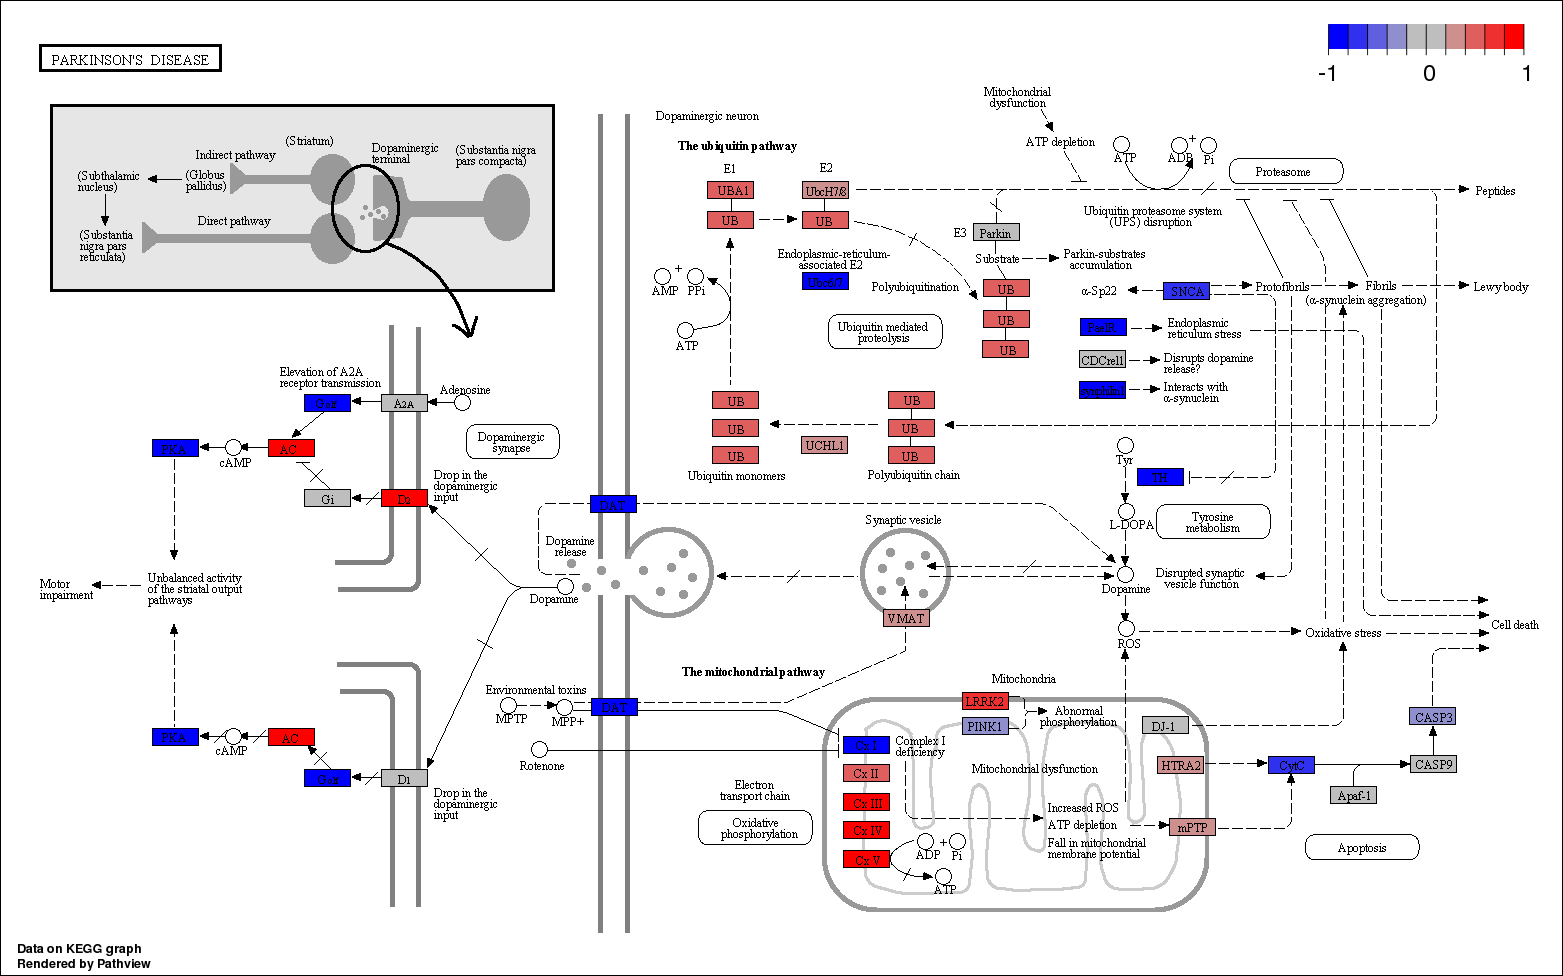 PARKINSON'S DISEASE
-1 0 1
(Striatum)
Indirect pathway
Dopaminergic
terminal
(Substantia nigra
pars compacta)
(Subthalamic
nucleus)
(Globus
pallidus)
Direct pathway
(Substantia
nigra pars
reticulata)
Dopaminergic neuron
The ubiquitin pathway
E1
E2
UBA1
UbcH7/8
UB
UB
Mitochondrial
dysfunction
ATP depletion
ATP
ADP
+
Pi
Proteasome
Peptides
Ubiquitin proteasome system
(UPS) disruption
E3
Parkin
Substrate
Parkin-substrates
accumulation
Endoplasmic-reticulum-
associated E2
Polyubiquitination
UB
UB
UB
AMP
+
PPi
ATP
Ubiquitin mediated
proteolysis
α-Sp22
SNCA
Protofibrils
Fibrils
(α-synuclein aggregation)
Lewy body
Endoplasmic
reticulum stress
CDCrel1
Disrupts dopamine
release?
Interacts with
α-synuclein
UB
UB
UB
Ubiquitin monomers
UCHL1
UB
UB
UB
Polyubiquitin chain
Elevation of A2A
receptor transmission
A2A
Adenosine
Dopaminergic
synapse
PKA
cAMP
AC
Gi
D2
Drop in the
dopaminergic
input
DAT
Dopamine
release
Dopamine
Synaptic vesicle
VMAT
Tyr
TH
L-DOPA
Tyrosine
metabolism
Dopamine
Disrupted synaptic
vesicle function
ROS
Oxidative stress
Cell death
Motor
impairment
Unbalanced activity
of the striatal output
pathways
The mitochondrial pathway
Environmental toxins
MPTP
MPP+
DAT
Rotenone
PKA
cAMP
AC
D1
Drop in the
dopaminergic
input
Mitochondria
LRRK2
PINK1
Abnormal
phosphorylation
DJ-1
HTRA2
Cx I
Complex I
deficiency
Cx II
Cx III
Cx IV
Cx V
Mitochondrial dysfunction
Electron
transport chain
Oxidative
phosphorylation
Increased ROS
ATP depletion
Fall in mitochondrial
membrane potential
ADP
+
Pi
ATP
mPTP
CytC
CASP3
CASP9
Apaf-1
Apoptosis
Data on KEGG graph
Rendered by Pathview